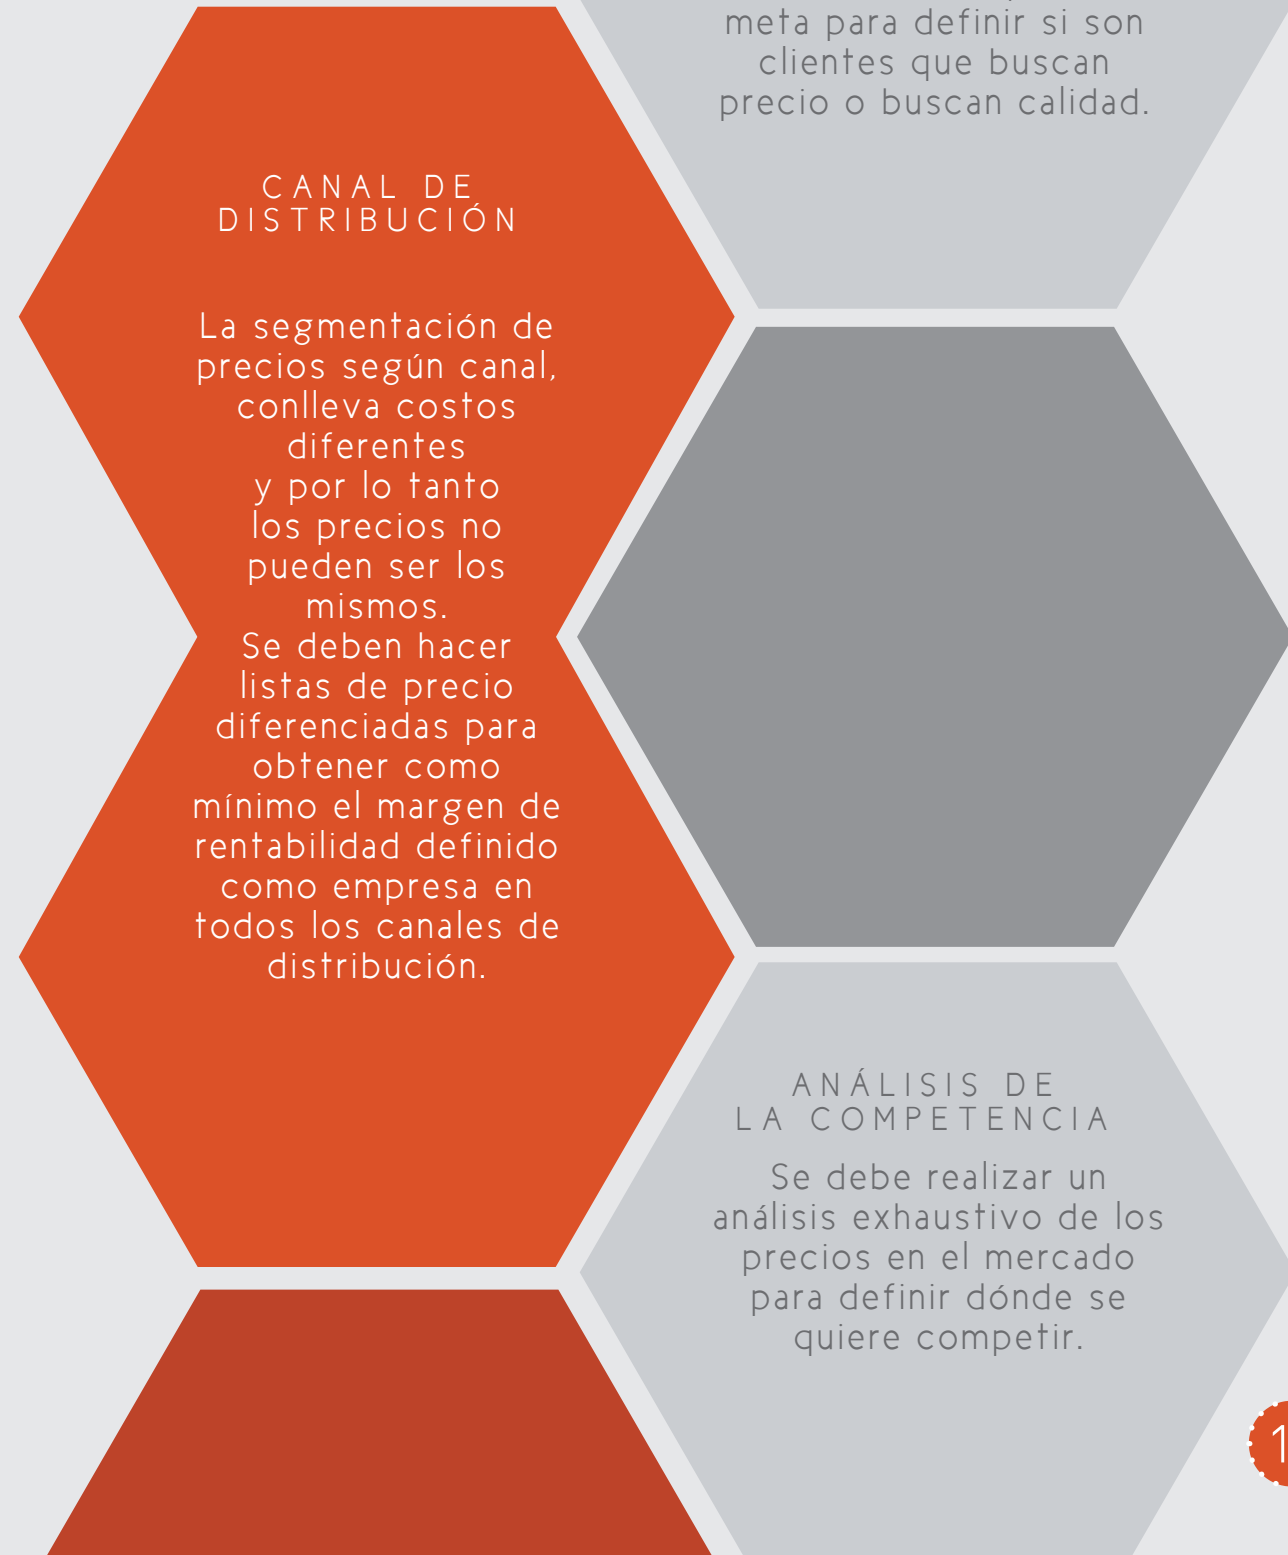 meta para definir si son
clientes que buscan
precio o buscan calidad.
CANAL DE
DISTRIBUCIÓN
La segmentación de
precios según canal,
conlleva costos
diferentes
y por lo tanto
los precios no
pueden ser los
mismos.
Se deben hacer
listas de precio
diferenciadas para
obtener como
mínimo el margen de
rentabilidad definido
como empresa en
todos los canales de
distribución.
ANÁLISIS DE
LA COMPETENCIA
Se debe realizar un
análisis exhaustivo de los
precios en el mercado
para definir dónde se
quiere competir.